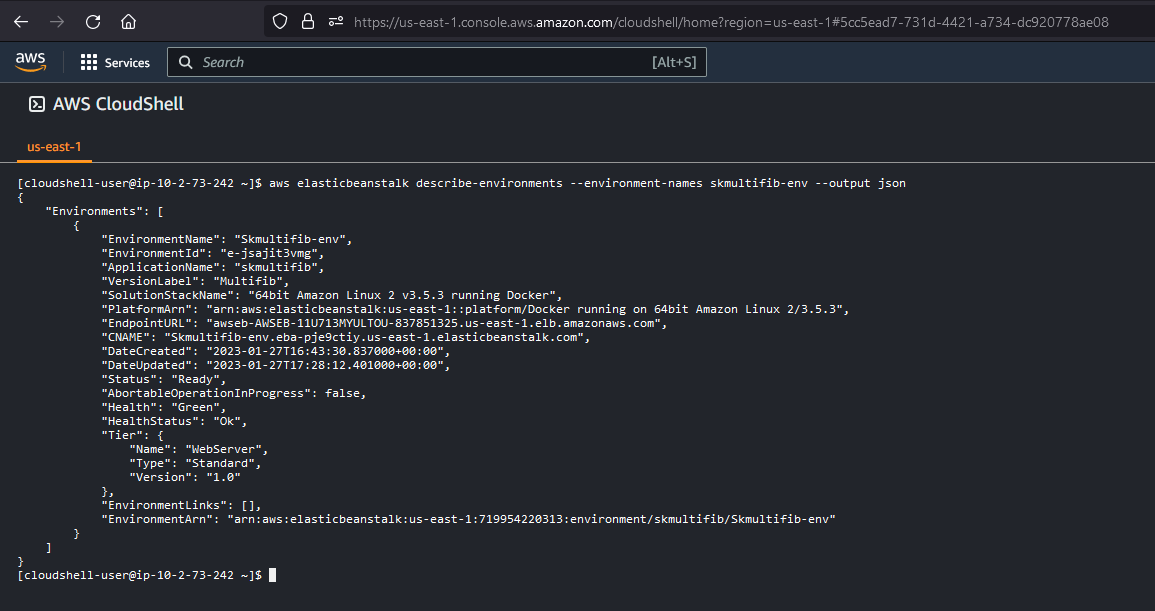 https://us-east-1.console.aws.amazon.com/cloudshell/home?region=us-east-1#5cc5ead7-731d-4421-a734-dc920778ae08
aws Services Search [Alt+S]
AWS CloudShell
us-east-1
[cloudshell-user@ip-10-2-73-242 ~]$ aws elasticbeanstalk describe-environments --environment-names skmultifib-env --output json
{
    "Environments": [
        {
            "EnvironmentName": "Skmultifib-env",
            "EnvironmentId": "e-jsajit3vmg",
            "ApplicationName": "skmultifib",
            "VersionLabel": "Multifib",
            "SolutionStackName": "64bit Amazon Linux 2 v3.5.3 running Docker",
            "PlatformArn": "arn:aws:elasticbeanstalk:us-east-1::platform/Docker running on 64bit Amazon Linux 2/3.5.3",
            "EndpointURL": "awseb-AWSEB-11U713MYULTOU-837851325.us-east-1.elb.amazonaws.com",
            "CNAME": "Skmultifib-env.eba-pje9ctiy.us-east-1.elasticbeanstalk.com",
            "DateCreated": "2023-01-27T16:43:30.837000+00:00",
            "DateUpdated": "2023-01-27T17:28:12.401000+00:00",
            "Status": "Ready",
            "AbortableOperationInProgress": false,
            "Health": "Green",
            "HealthStatus": "Ok",
            "Tier": {
                "Name": "WebServer",
                "Type": "Standard",
                "Version": "1.0"
            },
            "EnvironmentLinks": [],
            "EnvironmentArn": "arn:aws:elasticbeanstalk:us-east-1:719954220313:environment/skmultifib/Skmultifib-env"
        }
    ]
}
[cloudshell-user@ip-10-2-73-242 ~]$